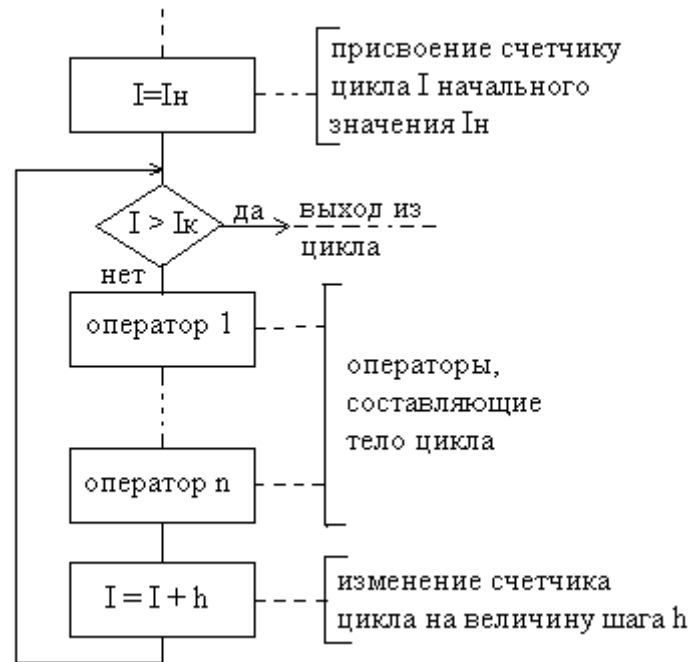 I=Iн
присвоение счетчику
цикла I начального
значения Iн
I > Iк
да
выход из
цикла
нет
оператор 1
операторы,
составляющие
тело цикла
оператор n
I = I + h
изменение счетчика
цикла на величину шага h